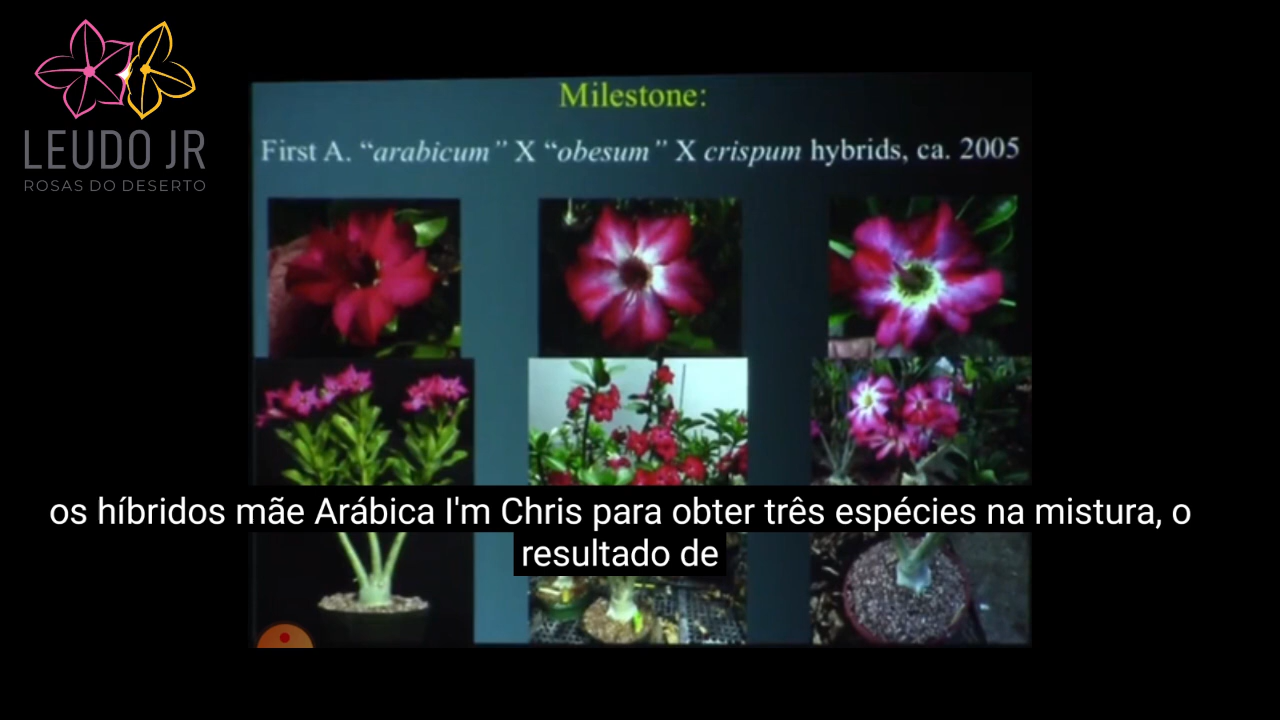 LEUDO JR
ROSAS DO DESERTO
Milestone:
First A. “arabicum” X “obesum” X crispum hybrids, ca. 2005
os híbridos mãe Arábica I'm Chris para obter três espécies na mistura, o
resultado de